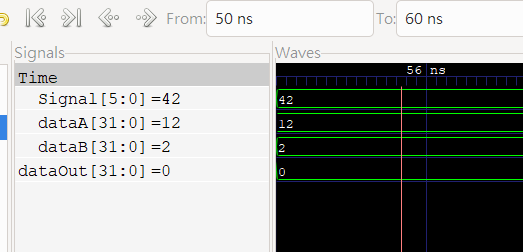 From: 50 ns To: 60 ns
Signals Waves
Time
56 ns
Signal[5:0]=42 42
dataA[31:0]=12 12
dataB[31:0]=2 2
dataOut[31:0]=0 0